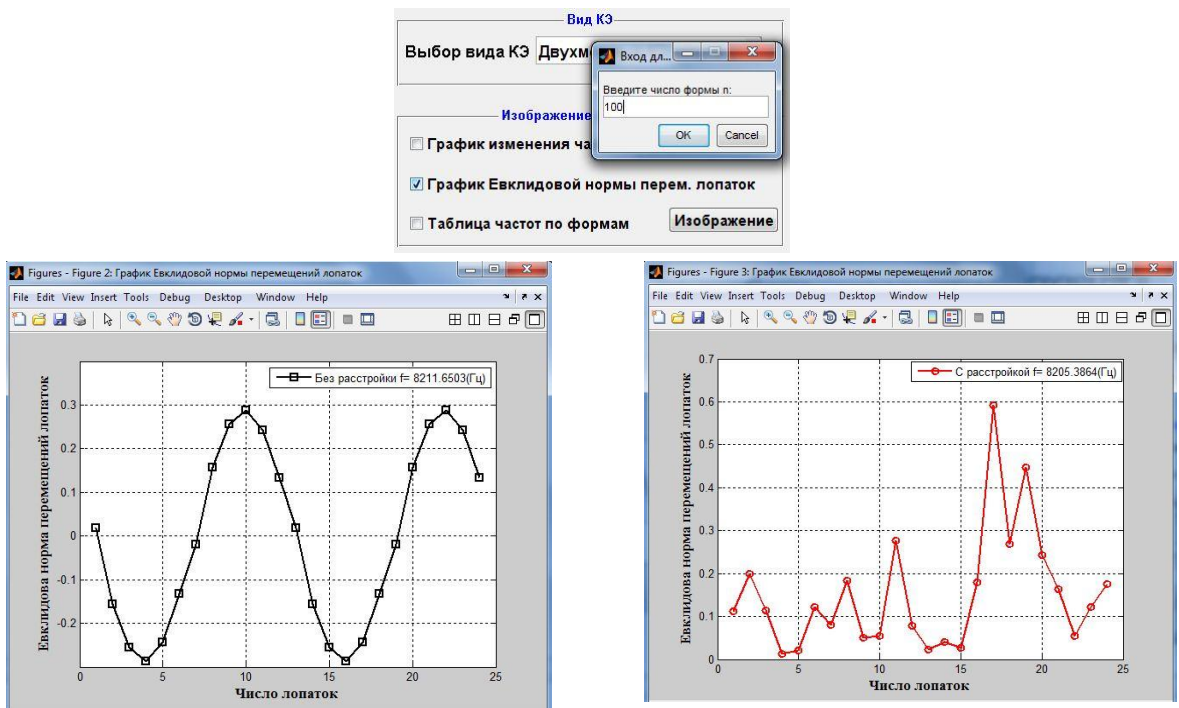 Вид КЭ
Выбор вида КЭ
Вход дл...
Введите число формы n:
100
OK
Cancel
График Евклидовой нормы перем. лопаток
Таблица частот по формам
Изображение
Figures - Figure 2: График Евклидовой нормы перемещений лопаток
File Edit View Insert Tools Debug Desktop Window Help
Евклидова норма перемещений лопаток
Без расстройки f= 8211.6503(Гц)
0.3
0.2
0.1
0
-0.1
-0.2
0 5 10 15 20 25
Число лопаток
Figures - Figure 3: График Евклидовой нормы перемещений лопаток
File Edit View Insert Tools Debug Desktop Window Help
Евклидова норма перемещений лопаток
С расстройкой f= 8205.3864(Гц)
0.7
0.6
0.5
0.4
0.3
0.2
0.1
0
0 5 10 15 20 25
Число лопаток